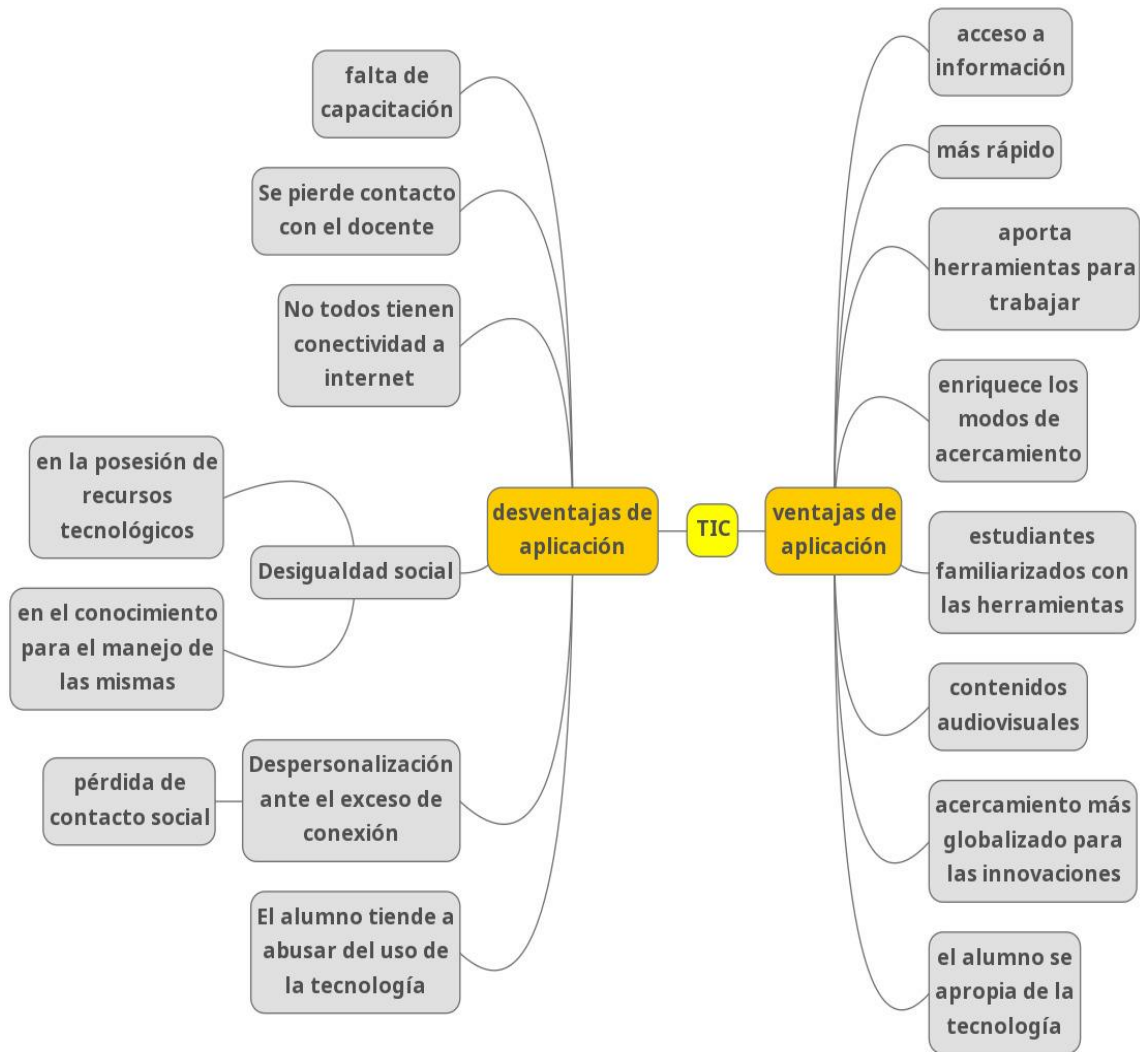 TIC
desventajas de
aplicación
falta de
capacitación
Se pierde contacto
con el docente
No todos tienen
conectividad a
internet
Desigualdad social
en la posesión de
recursos
tecnológicos
en el conocimiento
para el manejo de
las mismas
Despersonalización
ante el exceso de
conexión
pérdida de
contacto social
El alumno tiende a
abusar del uso de
la tecnología
ventajas de
aplicación
acceso a
información
más rápido
aporta
herramientas para
trabajar
enriquece los
modos de
acercamiento
estudiantes
familiarizados con
las herramientas
contenidos
audiovisuales
acercamiento más
globalizado para
las innovaciones
el alumno se
apropia de la
tecnología